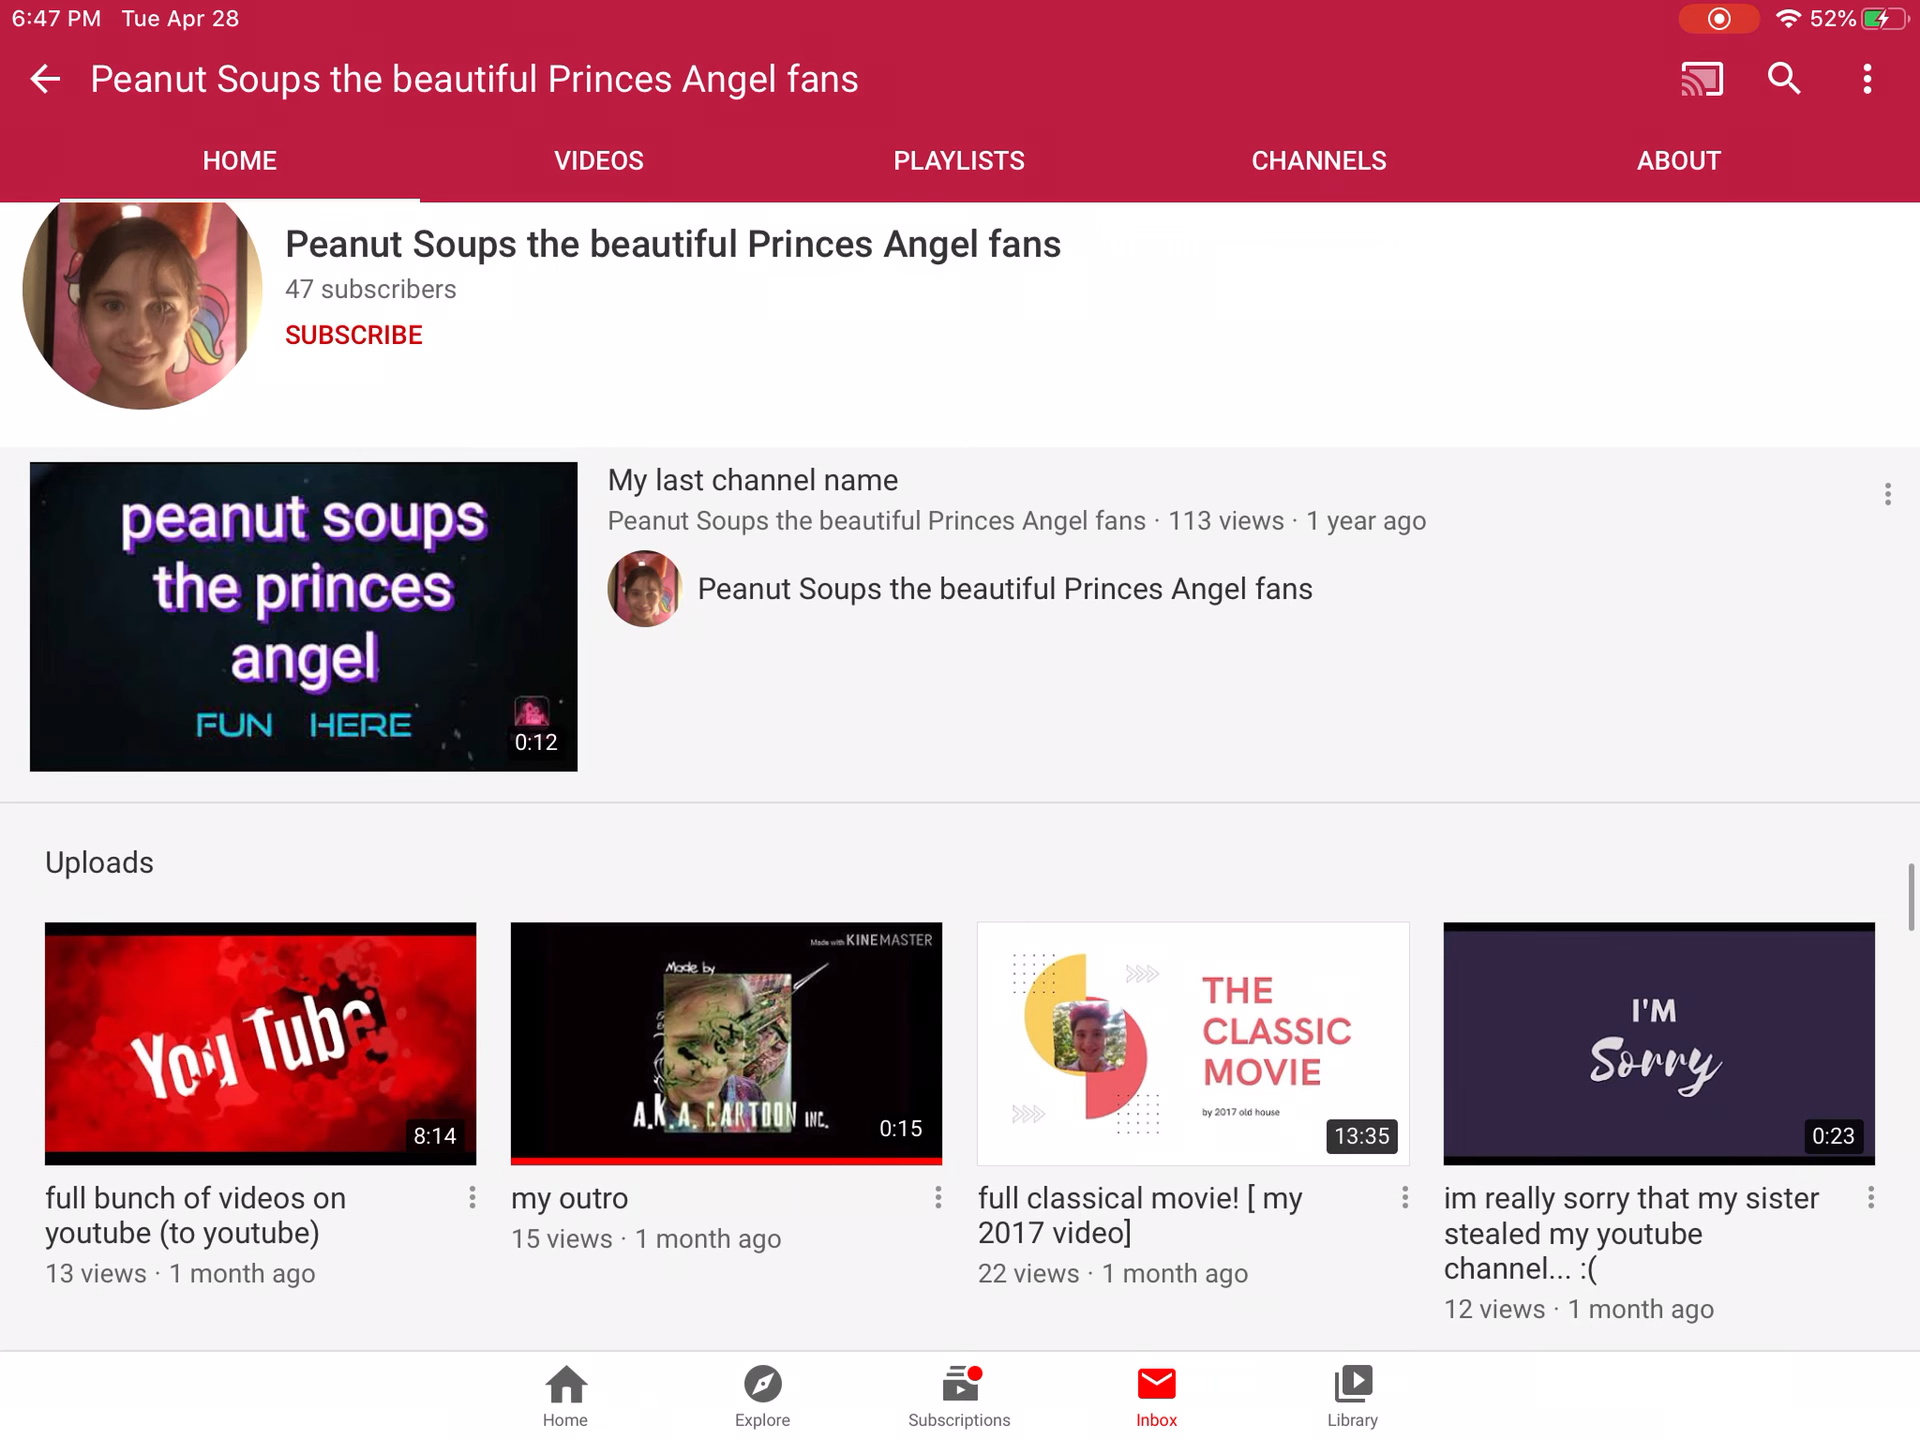 6:47 PM Tue Apr 28
52%
Peanut Soups the beautiful Princes Angel fans
HOME VIDEOS PLAYLISTS CHANNELS ABOUT
Peanut Soups the beautiful Princes Angel fans
47 subscribers
SUBSCRIBE
peanut soups
the princes
angel
FUN HERE
0:12
My last channel name
Peanut Soups the beautiful Princes Angel fans · 113 views · 1 year ago
Peanut Soups the beautiful Princes Angel fans
Uploads
You Tube
8:14
full bunch of videos on
youtube (to youtube)
13 views · 1 month ago
Made with KINEMASTER
Made by
A.K.A. CARTOON INC.
0:15
my outro
15 views · 1 month ago
THE
CLASSIC
MOVIE
by 2017 old house
13:35
full classical movie! [ my
2017 video]
22 views · 1 month ago
I'M
Sorry
0:23
im really sorry that my sister
stealed my youtube
channel... :(
12 views · 1 month ago
Home Explore Subscriptions Inbox Library